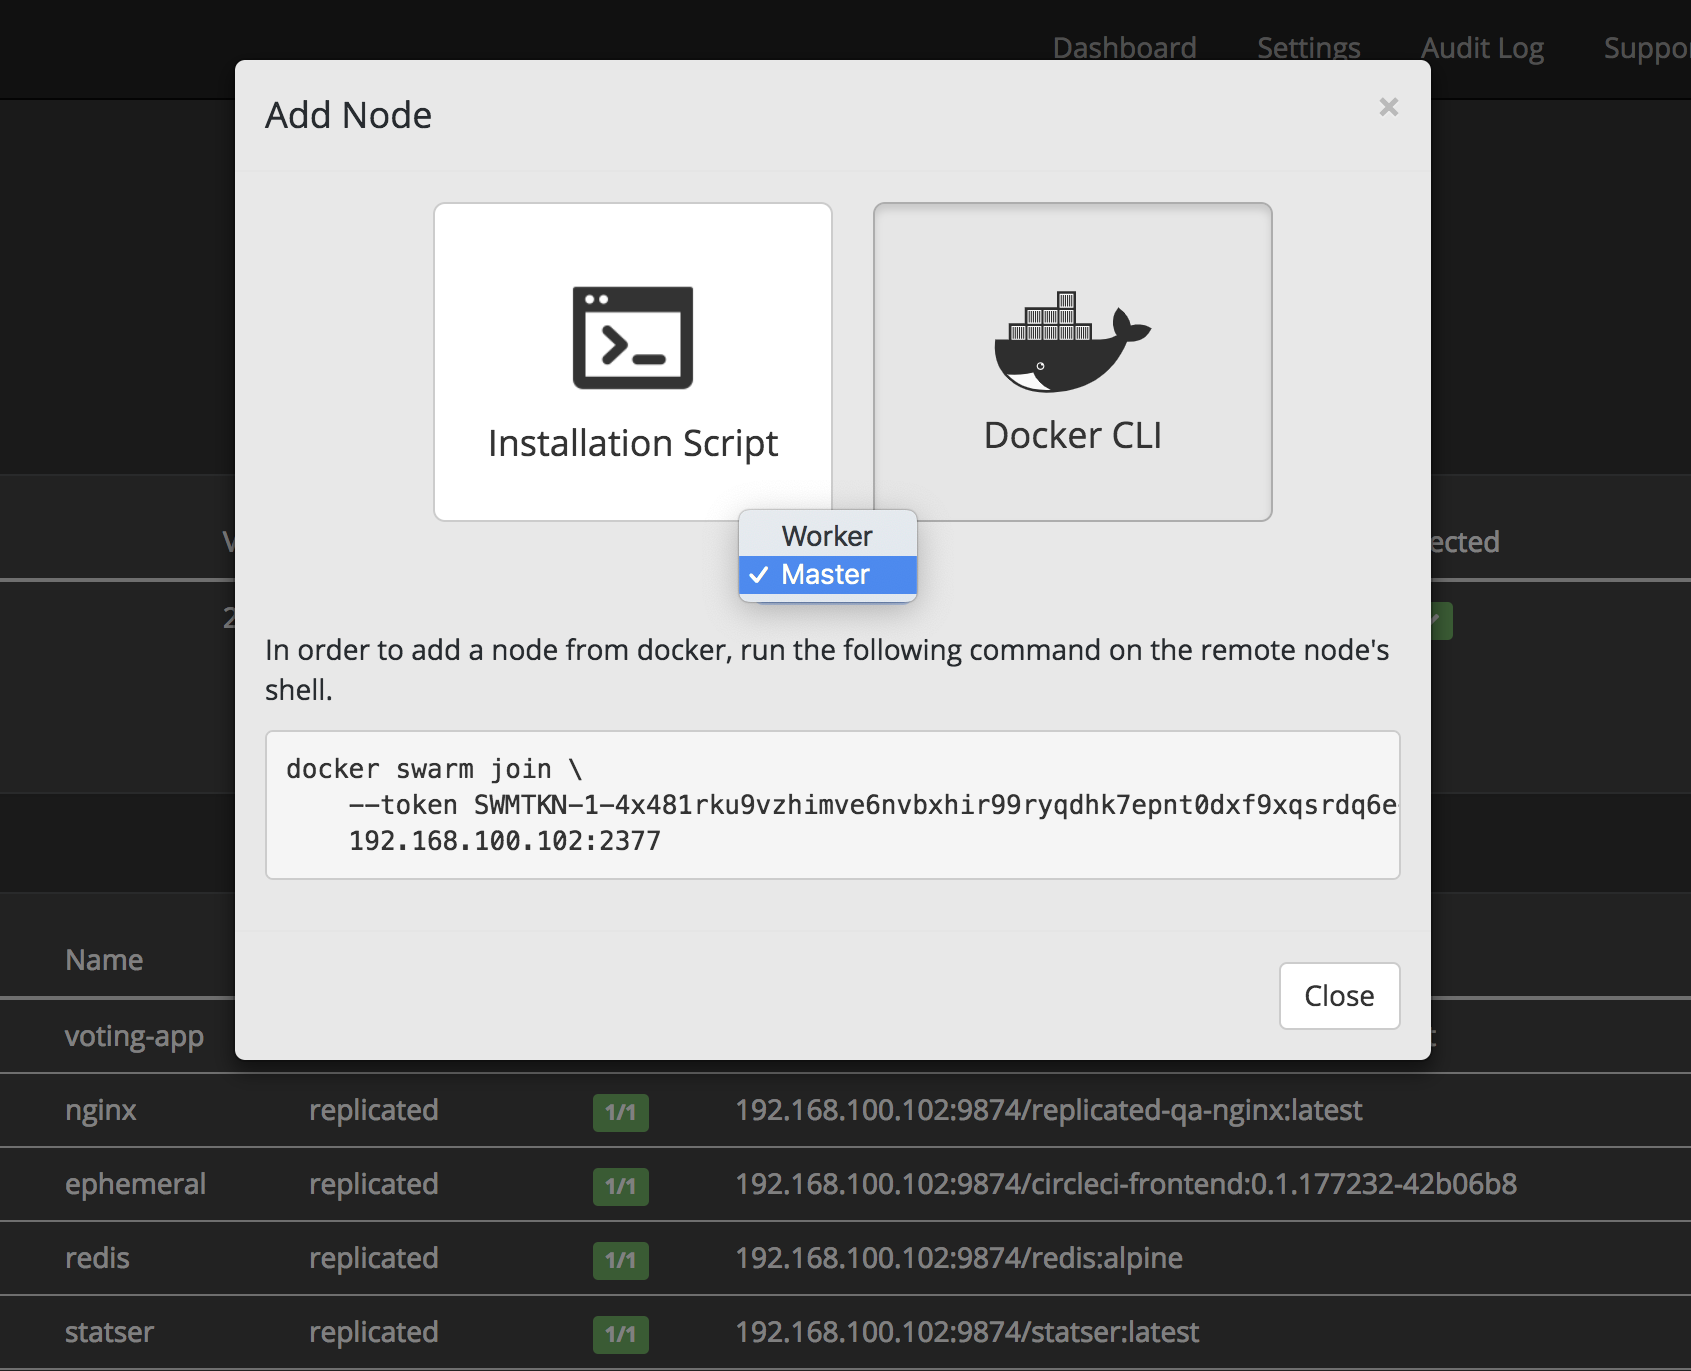 Dashboard Settings Audit Log
Add Node
×
Installation Script
Docker CLI
Worker
✓ Master
ected
In order to add a node from docker, run the following command on the remote node's
shell.
docker swarm join \
--token SWMTKN-1-4x481rku9vzhimve6nvbxhir99ryqdhk7epnt0dxf9xqsrdq6e
192.168.100.102:2377
Close
Name
voting-app
nginx replicated 1/1 192.168.100.102:9874/replicated-qa-nginx:latest
ephemeral replicated 1/1 192.168.100.102:9874/circleci-frontend:0.1.177232-42b06b8
redis replicated 1/1 192.168.100.102:9874/redis:alpine
statser replicated 1/1 192.168.100.102:9874/statser:latest